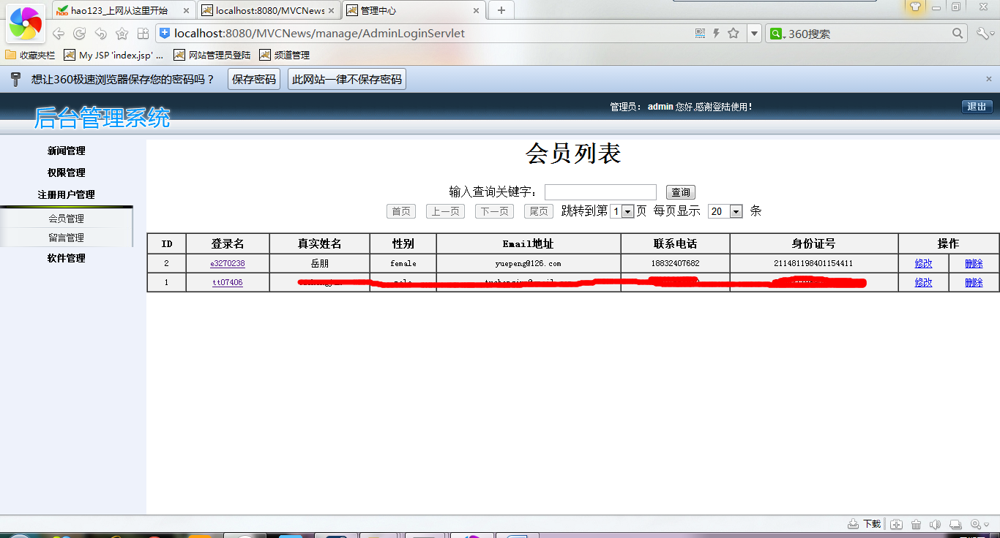 hao123_上网从这里开始
localhost:8080/MVCNews
管理中心
localhost:8080/MVCNews/manage/AdminLoginServlet
360搜索
收藏夹栏 My JSP 'index.jsp' ... 网站管理员登陆 频道管理
想让360极速浏览器保存您的密码吗？ 保存密码 此网站一律不保存密码
后台管理系统
管理员： admin 您好,感谢登陆使用！
退出
新闻管理
权限管理
注册用户管理
会员管理
留言管理
软件管理
会员列表
输入查询关键字： 查询
首页 上一页 下一页 尾页 跳转到第 1 页 每页显示 20 条
ID 登录名 真实姓名 性别 Email地址 联系电话 身份证号 操作
2 e3270238 岳朋 female yuepeng@126.com 18832407682 211481198401154411 修改 删除
1 tt07406 修改 删除
下载